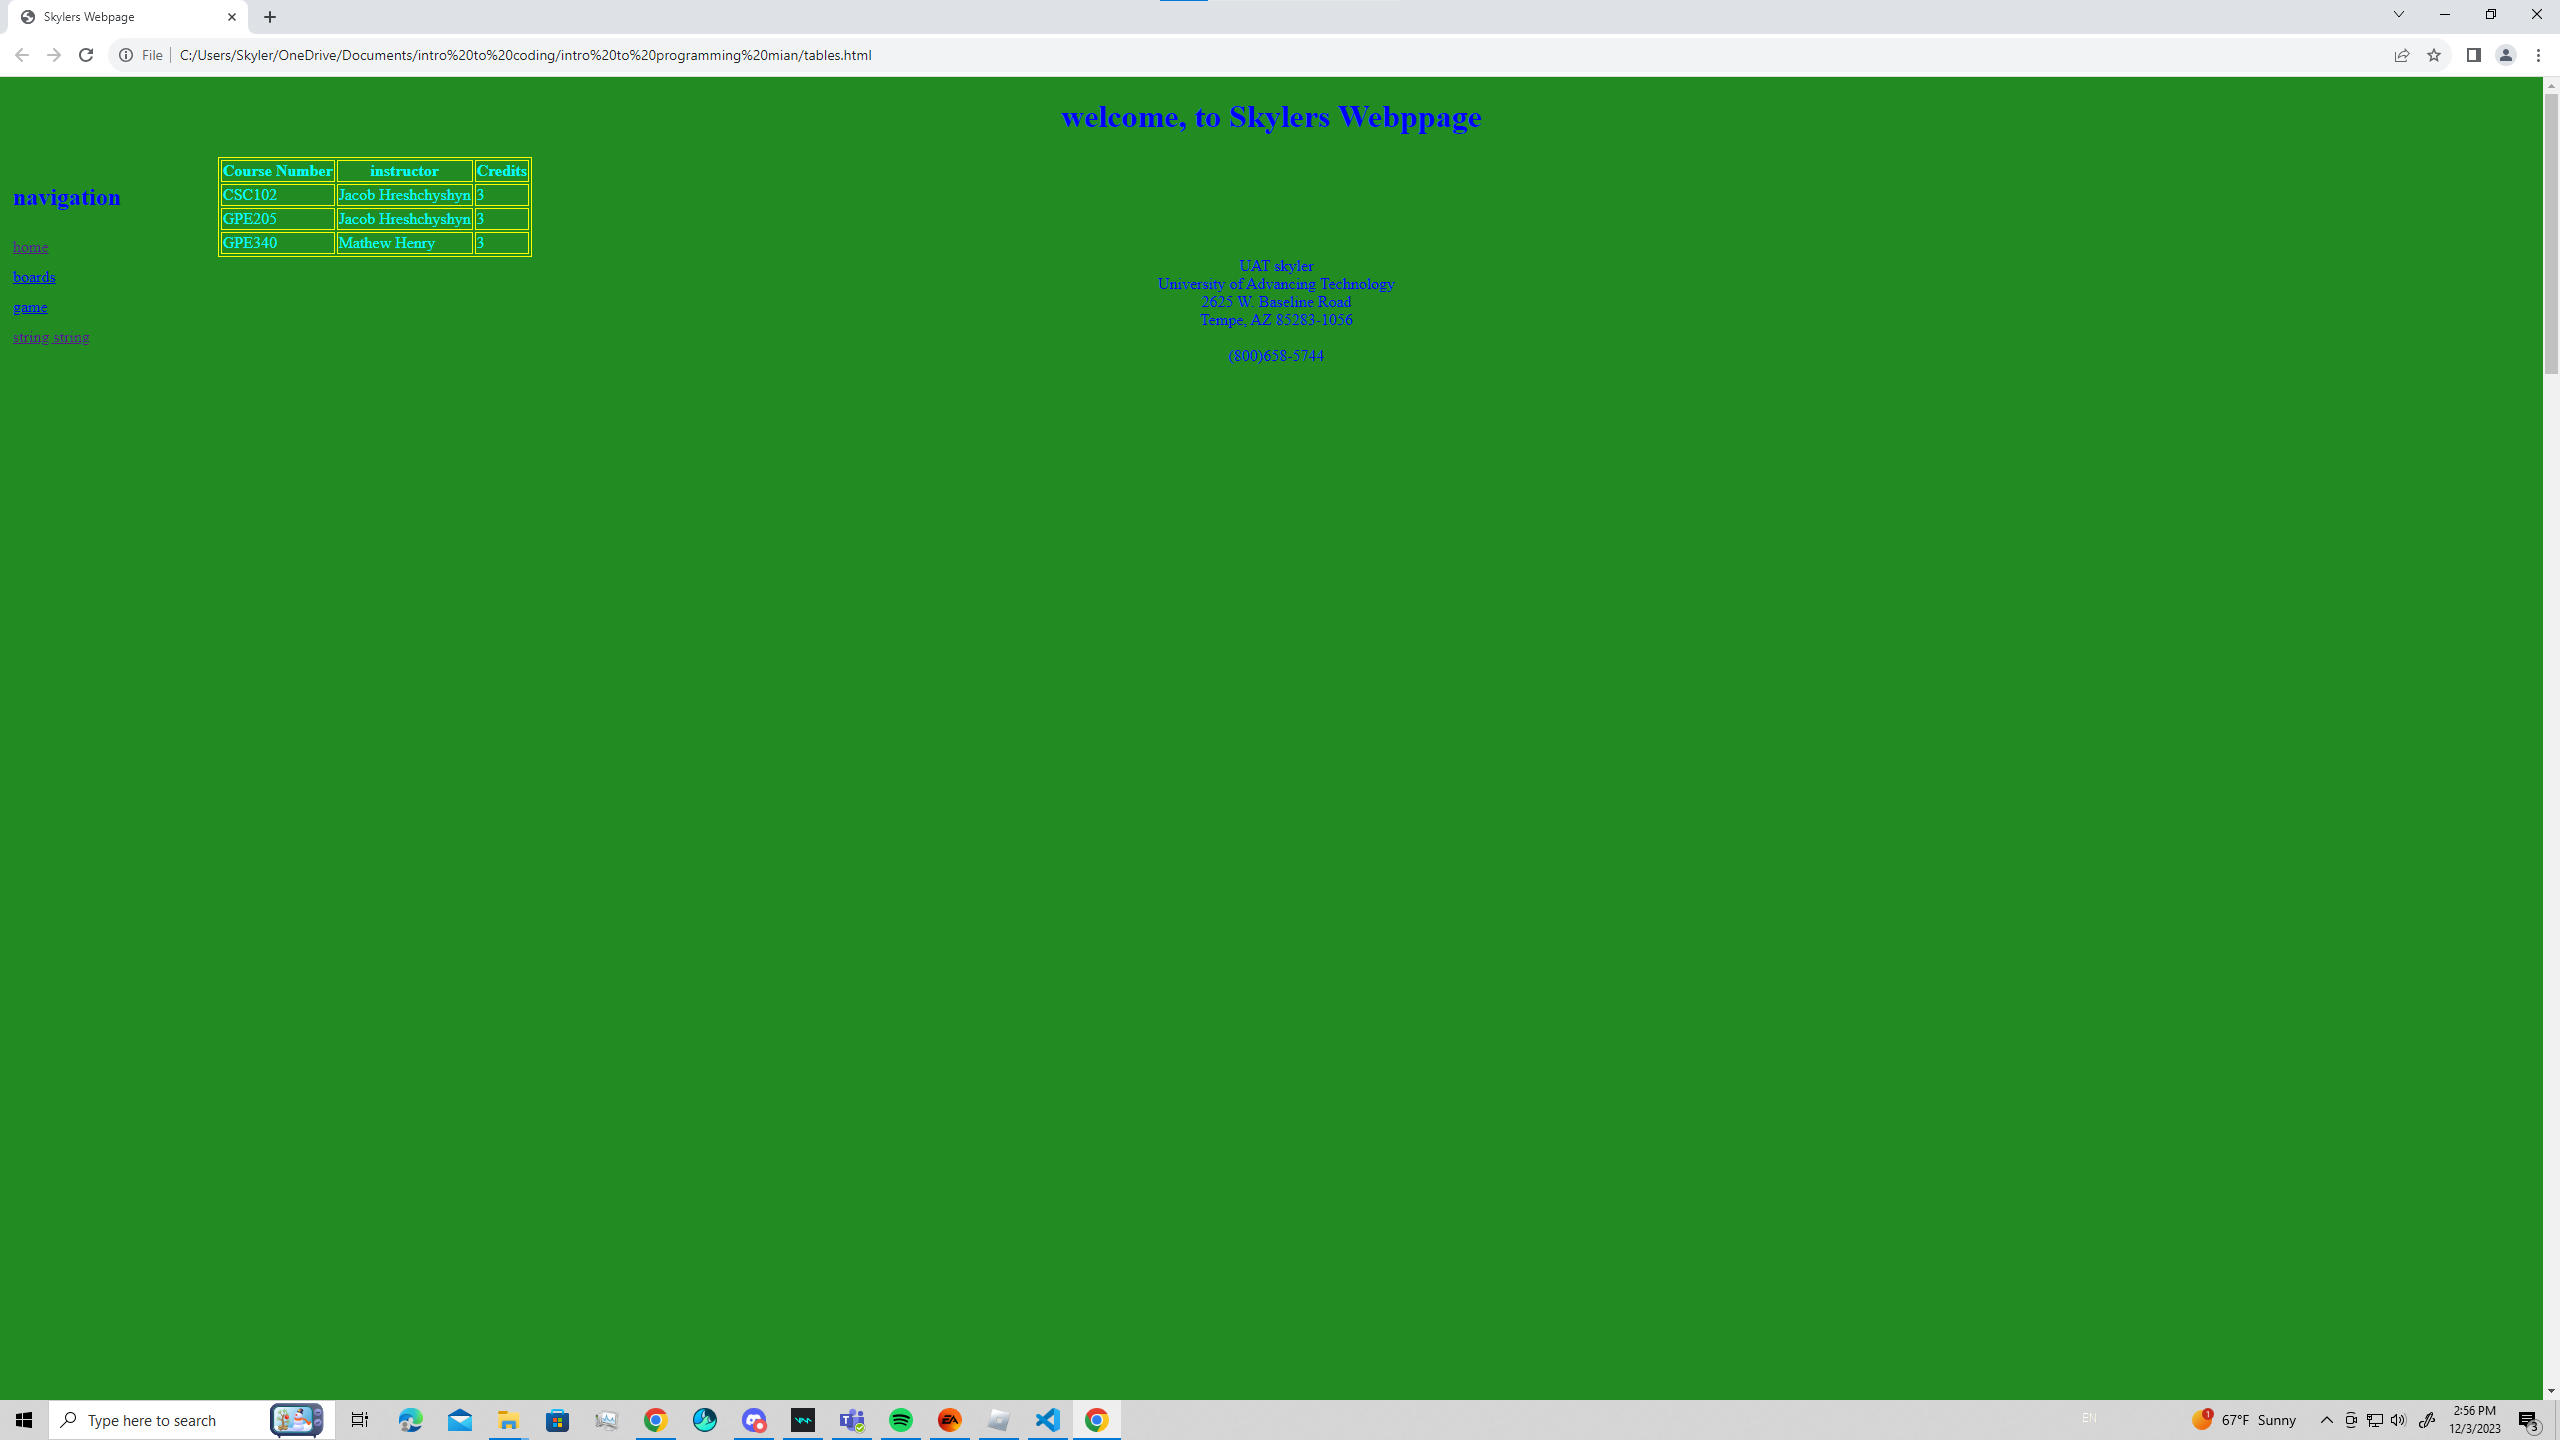 Skylers Webpage
File
C:/Users/Skyler/OneDrive/Documents/intro%20to%20coding/intro%20to%20programming%20mian/tables.html
welcome, to Skylers Webppage
navigation
home
boards
game
string string
Course Number instructor Credits
CSC102 Jacob Hreshchyshyn 3
GPE205 Jacob Hreshchyshyn 3
GPE340 Mathew Henry 3
UAT skyler
University of Advancing Technology
2625 W. Baseline Road
Tempe, AZ 85283-1056
(800)658-5744
Type here to search
EA
EN
1
67°F Sunny
2:56 PM
12/3/2023
3